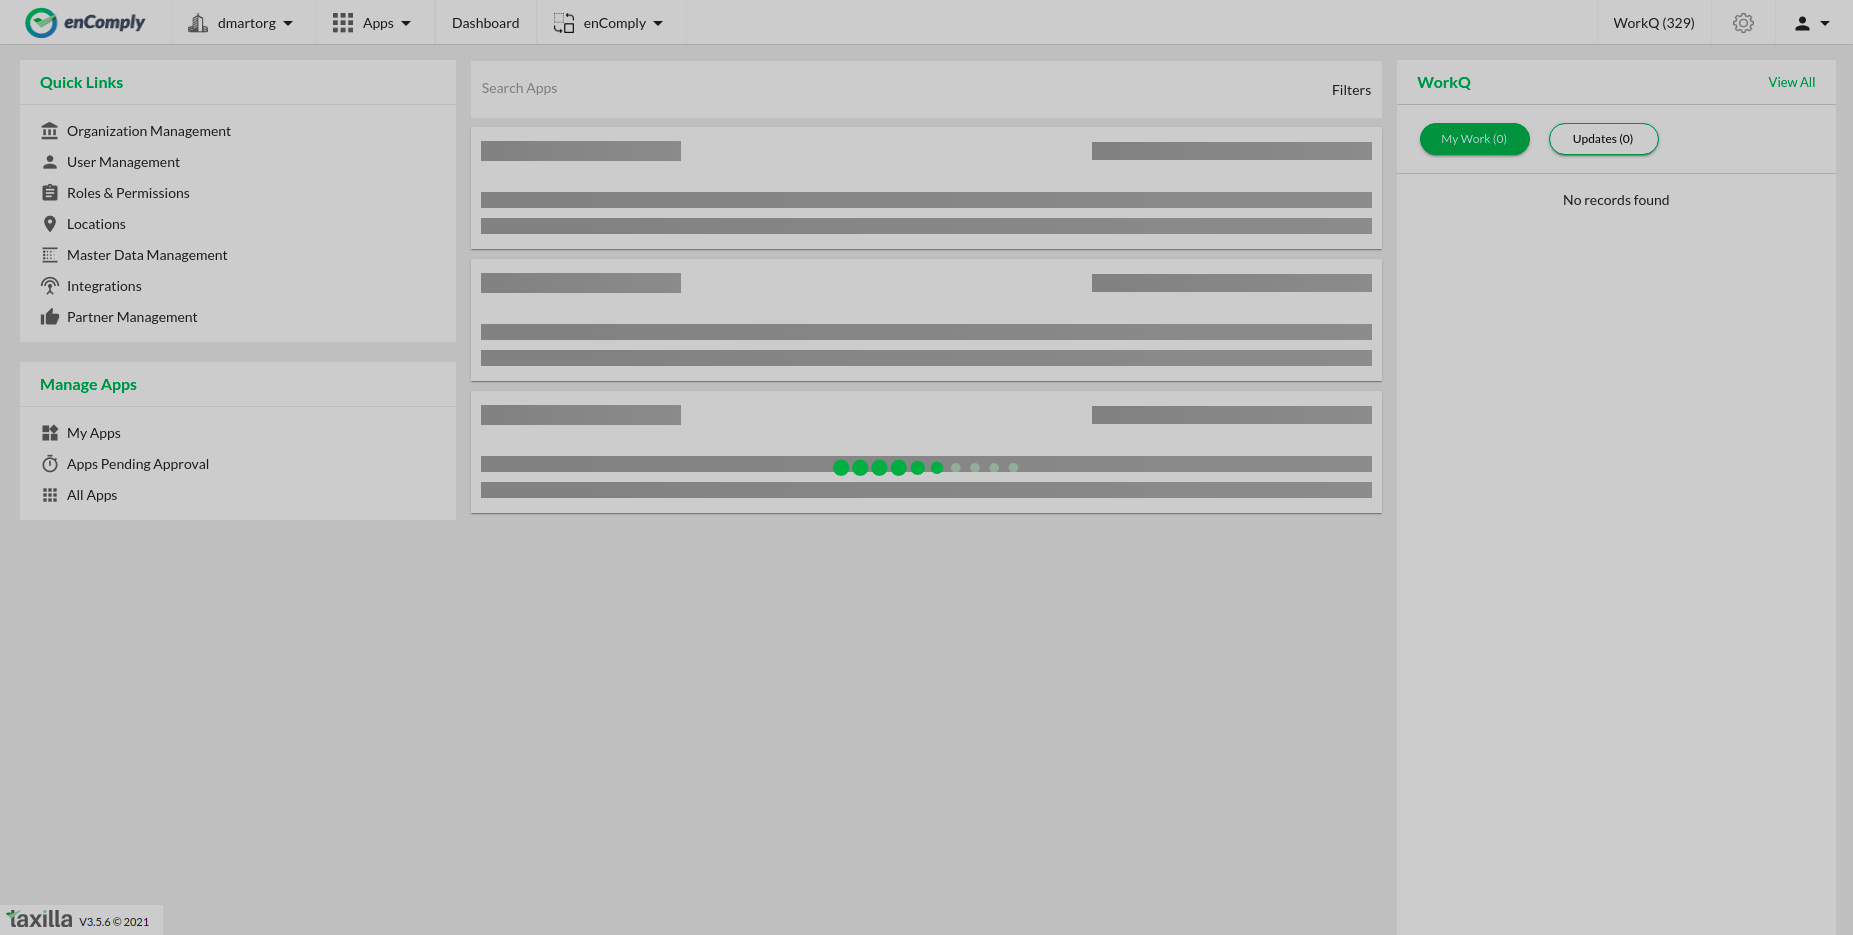 enComply
dmartorg
Apps
Dashboard
enComply
WorkQ (329)
Quick Links
Organization Management
User Management
Roles & Permissions
Locations
Master Data Management
Integrations
Partner Management
Manage Apps
My Apps
Apps Pending Approval
All Apps
Search Apps
Filters
WorkQ
View All
My Work (0)
Updates (0)
No records found
taxilla V3.5.6 © 2021